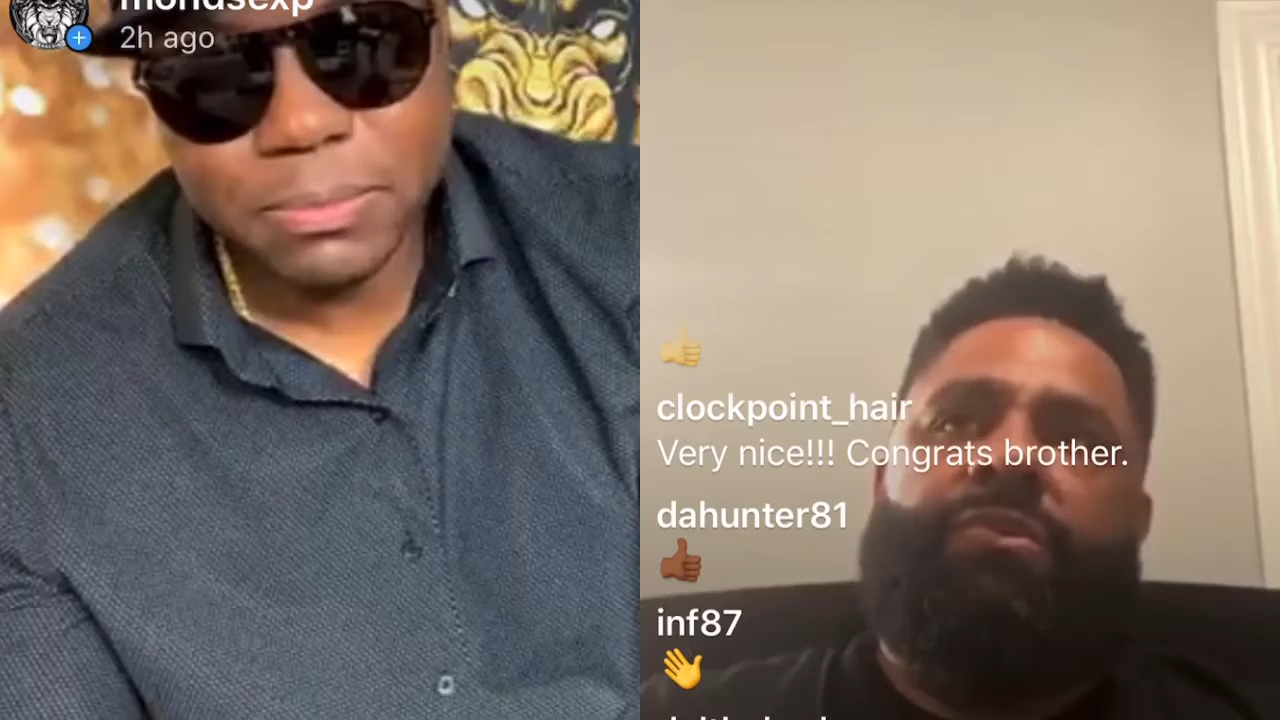 2h ago
clockpoint_hair
Very nice!!! Congrats brother.
dahunter81
inf87